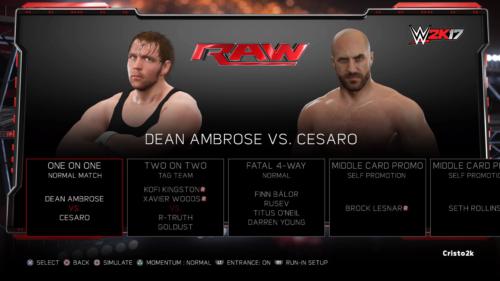 RAW
W 2K17
DEAN AMBROSE VS. CESARO
ONE ON ONE
NORMAL MATCH
DEAN AMBROSE
VS.
CESARO
TWO ON TWO
TAG TEAM
KOFI KINGSTON
XAVIER WOODS
VS.
R-TRUTH
GOLDUST
FATAL 4-WAY
NORMAL
FINN BÁLOR
RUSEV
TITUS O'NEIL
DARREN YOUNG
MIDDLE CARD PROMO
SELF PROMOTION
BROCK LESNAR
MIDDLE CARD P
SELF PROMOT
SETH ROLLINS
Cristo2k
SELECT BACK SIMULATE MOMENTUM : NORMAL ENTRANCE: ON RUN-IN SETUP